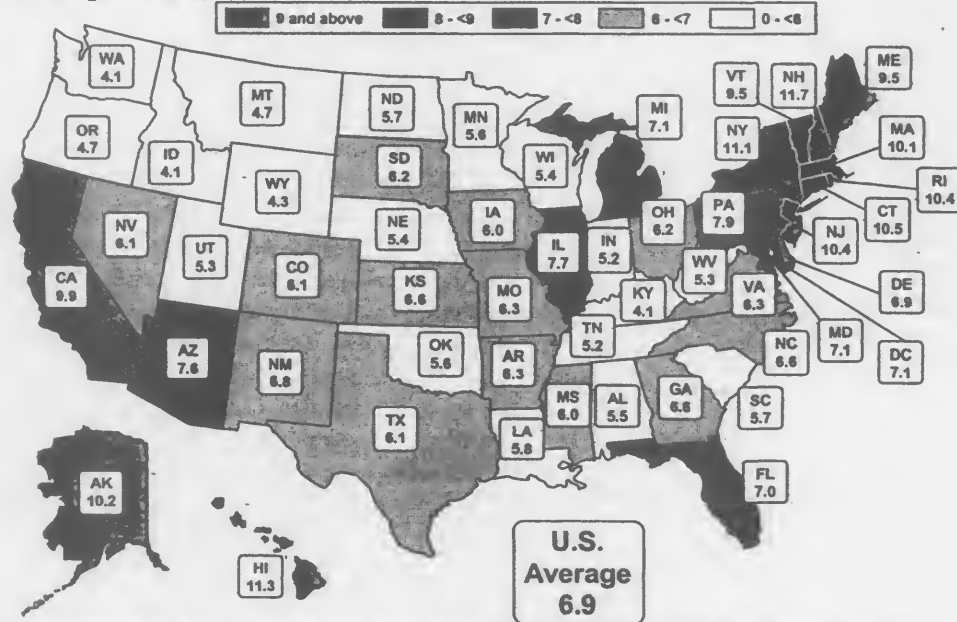 9 and above 8 - <9 7 - <8 6 - <7 0 - <6
WA
4.1
MT
4.7
ND
5.7
MN
5.6
MI
7.1
VT
9.5
NH
11.7
ME
9.5
OR
4.7
ID
4.1
WY
4.3
SD
6.2
WI
5.4
NY
11.1
MA
10.1
RI
10.4
NV
6.1
UT
5.3
CO
6.1
NE
5.4
IA
6.0
IL
7.7
IN
5.2
OH
6.2
PA
7.9
NJ
10.4
CT
10.5
CA
9.9
KS
6.6
MO
6.3
KY
4.1
WV
5.3
VA
6.3
DE
6.9
AZ
7.6
NM
6.8
OK
5.6
AR
6.3
TN
5.2
NC
6.6
MD
7.1
DC
7.1
TX
6.1
LA
5.8
MS
6.0
AL
5.5
GA
6.6
SC
5.7
FL
7.0
AK
10.2
HI
11.3
U.S.
Average
6.9